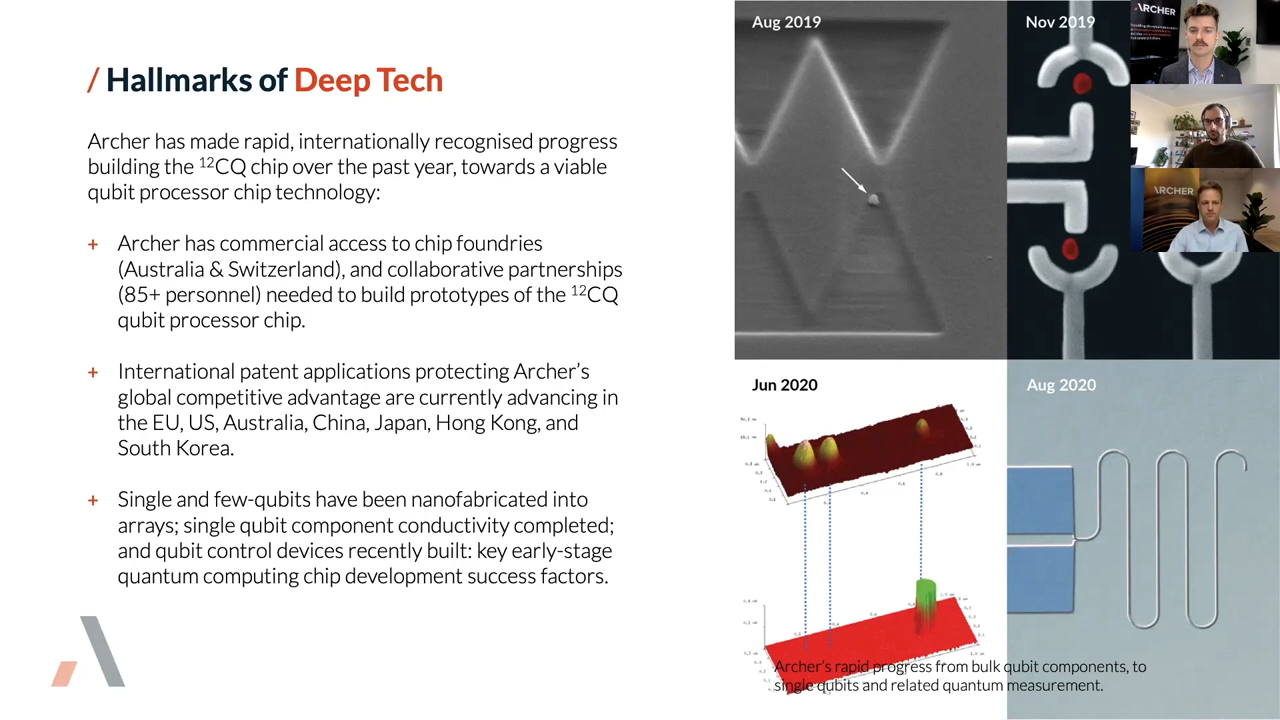 / Hallmarks of Deep Tech
Archer has made rapid, internationally recognised progress
building the ¹²CQ chip over the past year, towards a viable
qubit processor chip technology:
+ Archer has commercial access to chip foundries
(Australia & Switzerland), and collaborative partnerships
(85+ personnel) needed to build prototypes of the ¹²CQ
qubit processor chip.
+ International patent applications protecting Archer's
global competitive advantage are currently advancing in
the EU, US, Australia, China, Japan, Hong Kong, and
South Korea.
+ Single and few-qubits have been nanofabricated into
arrays; single qubit component conductivity completed;
and qubit control devices recently built: key early-stage
quantum computing chip development success factors.
Aug 2019
Nov 2019
ARCHER
ARCHER
Jun 2020
Aug 2020
Archer's rapid progress from bulk qubit components, to
single qubits and related quantum measurement.